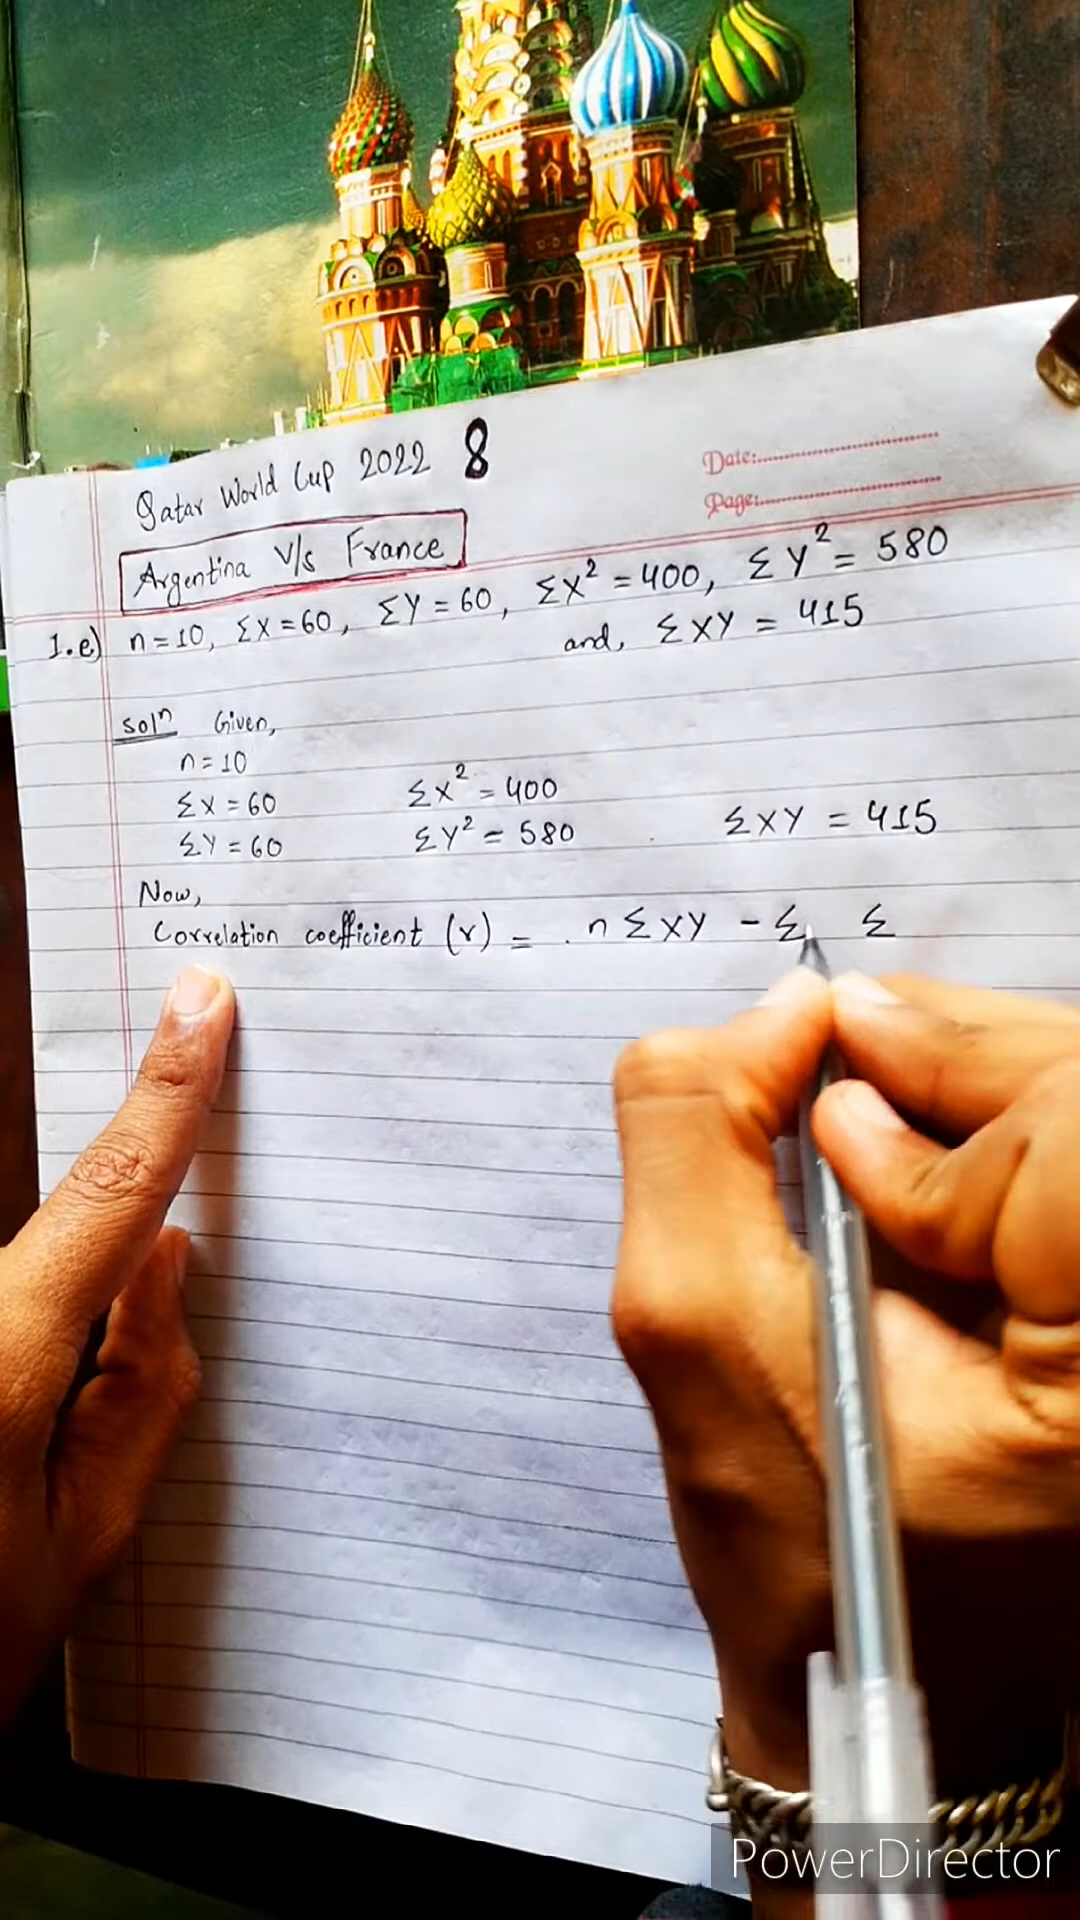 Qatar World Cup 2022 8
Date:
Page:
Argentina V/s France
1.e) n=10, ΣX=60, ΣY=60, ΣX²=400, ΣY²=580
and, ΣXY = 415
Solⁿ Given,
n=10
ΣX=60 ΣX²=400
ΣY=60 ΣY²=580 ΣXY = 415
Now,
Correlation coefficient (r) = nΣXY - Σ Σ
PowerDirector